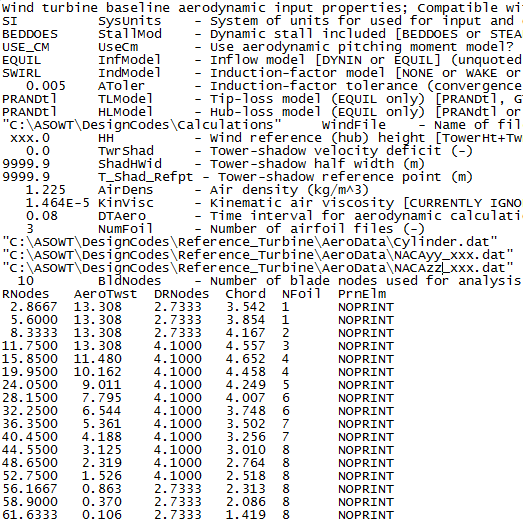 Wind turbine baseline aerodynamic input properties; Compatible wi
SI SysUnits - System of units for used for input and
BEDDOES StallMod - Dynamic stall included [BEDDOES or STEA
USE_CM UseCm - Use aerodynamic pitching moment model?
EQUIL InfModel - Inflow model [DYNIN or EQUIL] (unquoted
SWIRL IndModel - Induction-factor model [NONE or WAKE or
0.005 AToler - Induction-factor tolerance (convergence
PRANDtl TLModel - Tip-loss model (EQUIL only) [PRANDtl, G
PRANDtl HLModel - Hub-loss model (EQUIL only) [PRANDtl or
"C:\ASOWT\DesignCodes\Calculations" WindFile - Name of fil
xxx.0 HH - Wind reference (hub) height [TowerHt+Tw
0.0 TwrShad - Tower-shadow velocity deficit (-)
9999.9 ShadHwid - Tower-shadow half width (m)
9999.9 T_Shad_Refpt - Tower-shadow reference point (m)
1.225 AirDens - Air density (kg/m^3)
1.464E-5 KinVisc - Kinematic air viscosity [CURRENTLY IGNO
0.08 DTAero - Time interval for aerodynamic calculati
3 NumFoil - Number of airfoil files (-)
"C:\ASOWT\DesignCodes\Reference_Turbine\AeroData\Cylinder.dat"
"C:\ASOWT\DesignCodes\Reference_Turbine\AeroData\NACAyy_xxx.dat"
"C:\ASOWT\DesignCodes\Reference_Turbine\AeroData\NACAzz_xxx.dat"
10 BldNodes - Number of blade nodes used for analysis
RNodes AeroTwst DRNodes Chord NFoil PrnElm
2.8667 13.308 2.7333 3.542 1 NOPRINT
5.6000 13.308 2.7333 3.854 1 NOPRINT
8.3333 13.308 2.7333 4.167 2 NOPRINT
11.7500 13.308 4.1000 4.557 3 NOPRINT
15.8500 11.480 4.1000 4.652 4 NOPRINT
19.9500 10.162 4.1000 4.458 4 NOPRINT
24.0500 9.011 4.1000 4.249 5 NOPRINT
28.1500 7.795 4.1000 4.007 6 NOPRINT
32.2500 6.544 4.1000 3.748 6 NOPRINT
36.3500 5.361 4.1000 3.502 7 NOPRINT
40.4500 4.188 4.1000 3.256 7 NOPRINT
44.5500 3.125 4.1000 3.010 8 NOPRINT
48.6500 2.319 4.1000 2.764 8 NOPRINT
52.7500 1.526 4.1000 2.518 8 NOPRINT
56.1667 0.863 2.7333 2.313 8 NOPRINT
58.9000 0.370 2.7333 2.086 8 NOPRINT
61.6333 0.106 2.7333 1.419 8 NOPRINT